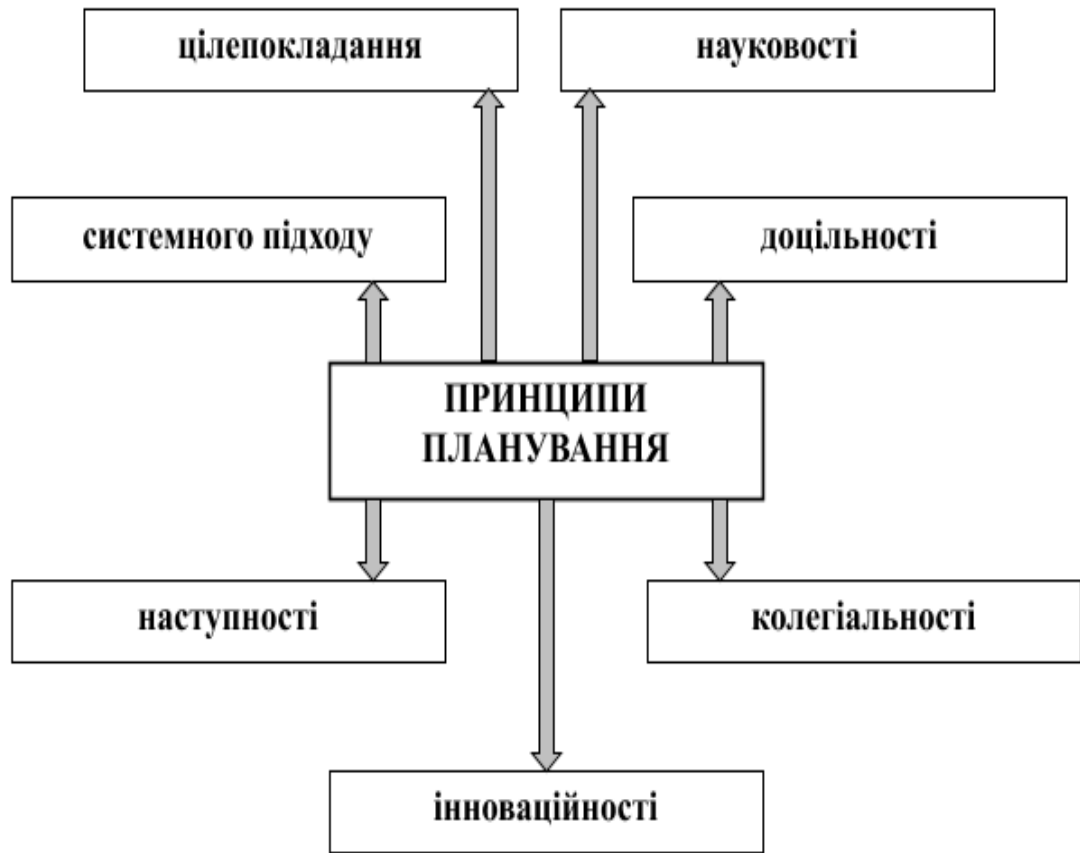 цілепокладання
науковості
системного підходу
доцільності
ПРИНЦИПИ
ПЛАНУВАННЯ
наступності
колегіальності
інноваційності